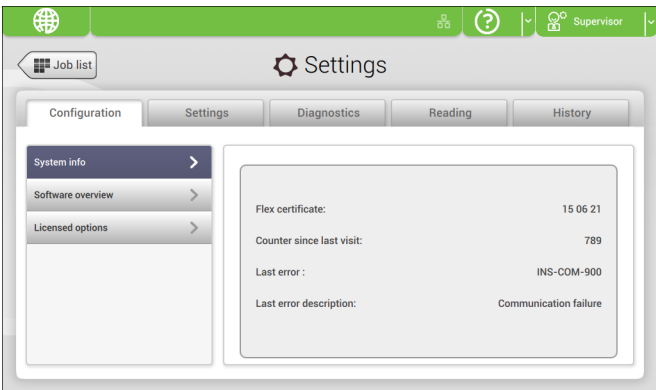 Supervisor
Job list
Settings
Configuration Settings Diagnostics Reading History
System info
Software overview
Licensed options
Flex certificate: 15 06 21
Counter since last visit: 789
Last error : INS-COM-900
Last error description: Communication failure